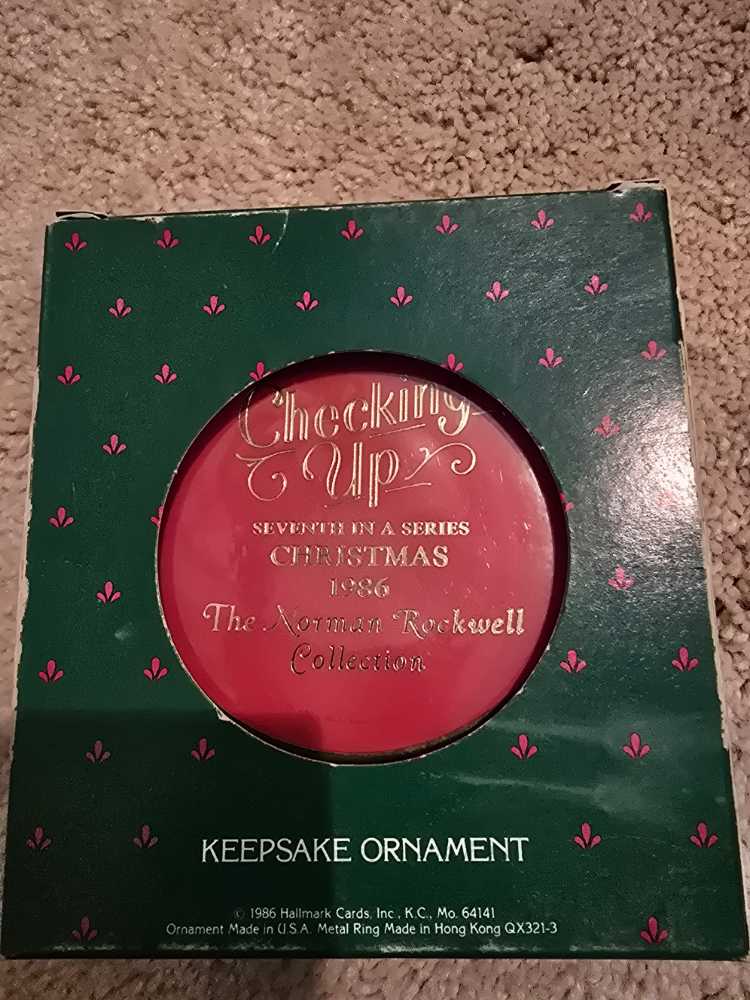 Checking
Up
SEVENTH IN A SERIES
CHRISTMAS
1986
The Norman Rockwell
Collection
KEEPSAKE ORNAMENT
© 1986 Hallmark Cards, Inc., K.C., Mo. 64141
Ornament Made in U.S.A. Metal Ring Made in Hong Kong QX321-3